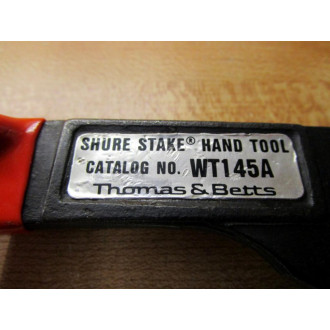 SHURE STAKE® HAND TOOL
CATALOG NO. WT145A
Thomas & Betts